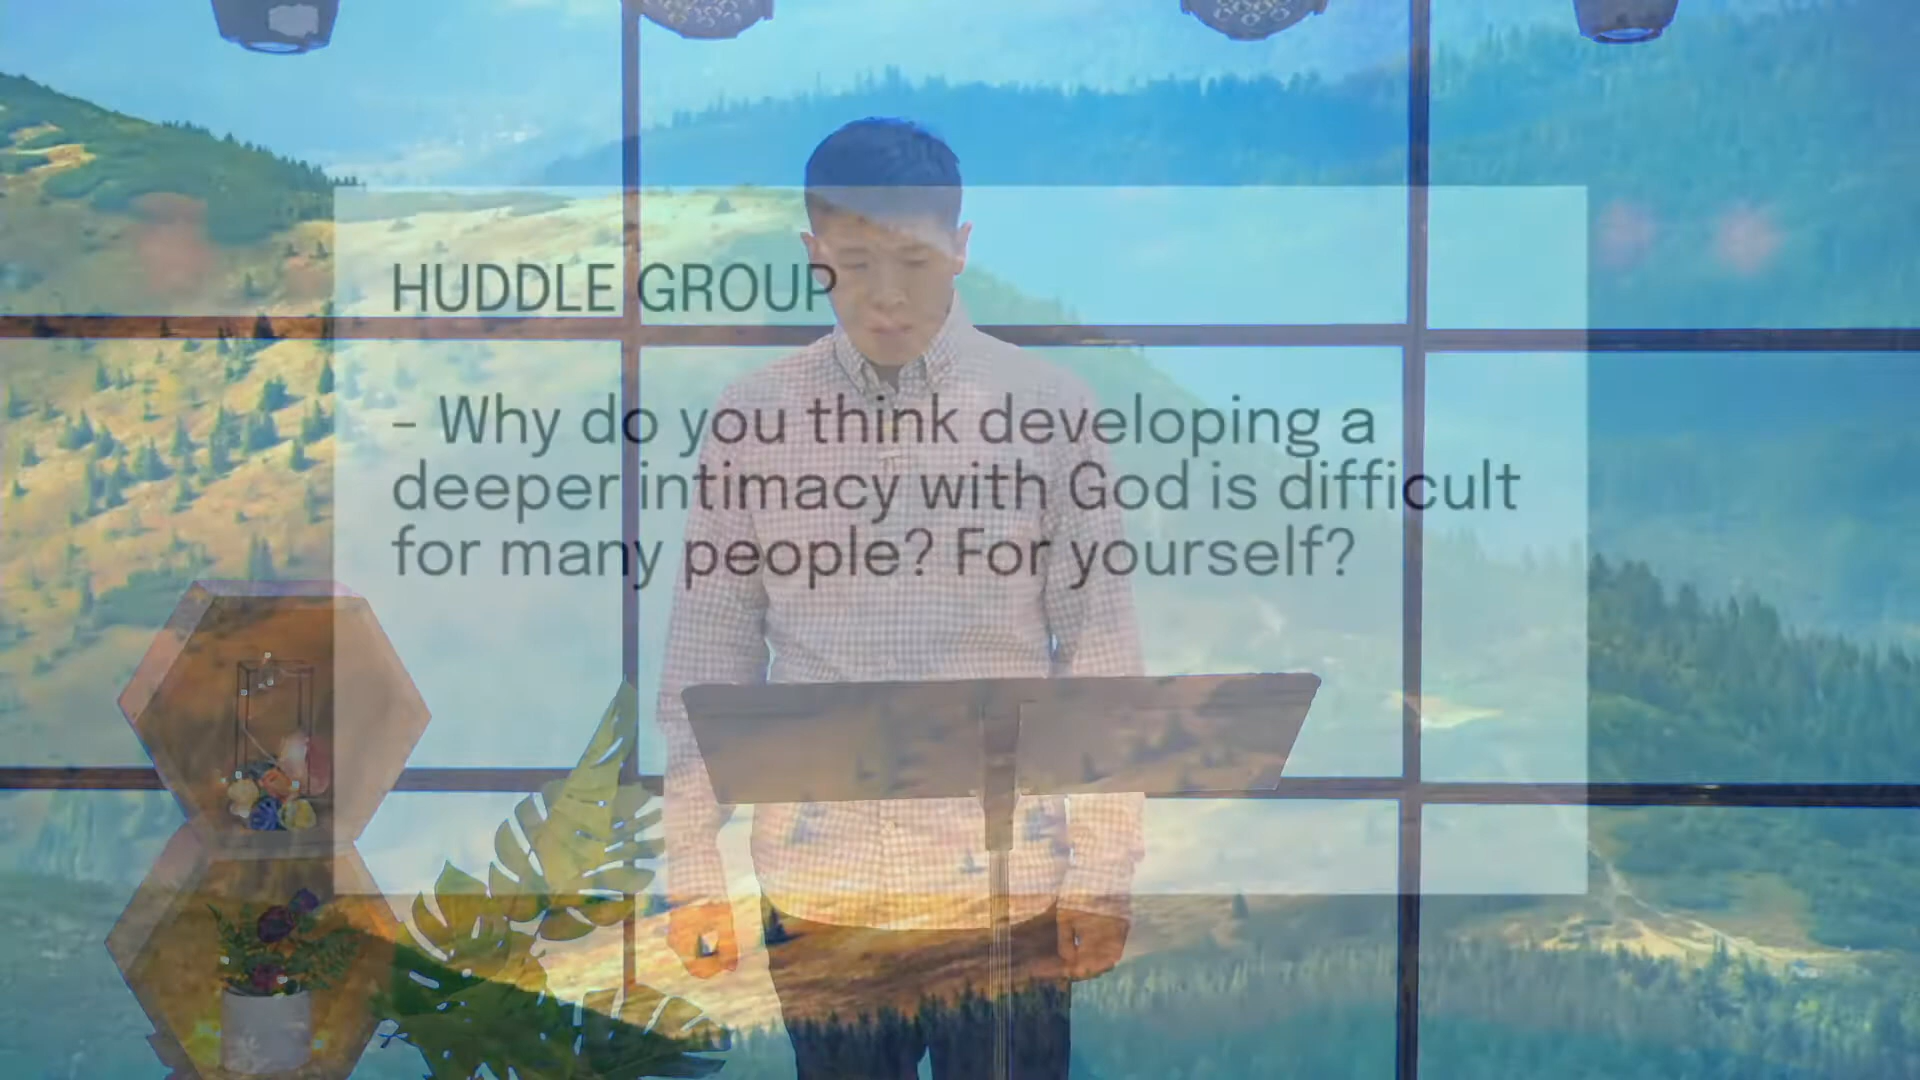 HUDDLE GROUP
- Why do you think developing a
deeper intimacy with God is difficult
for many people? For yourself?